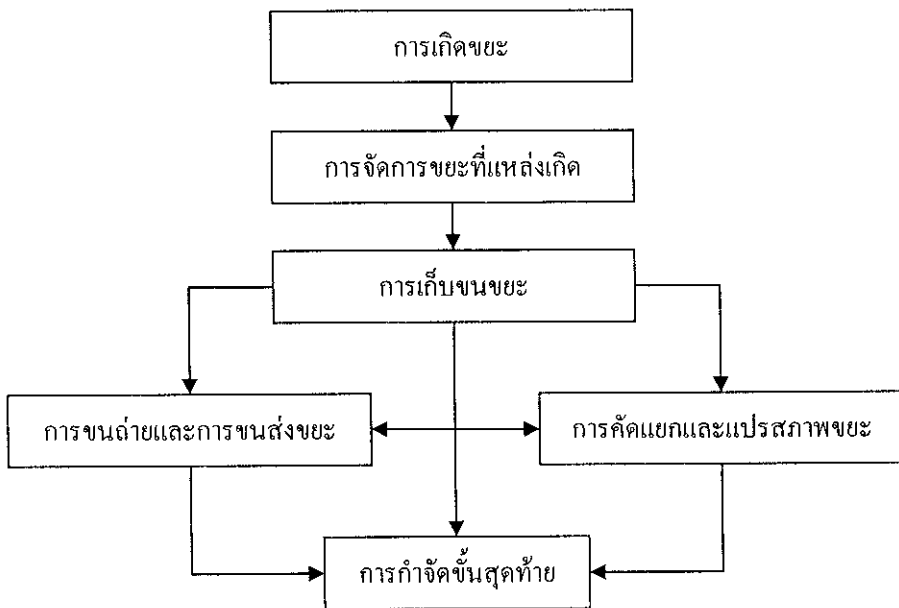 การเกิดขยะ
การจัดการขยะที่แหล่งเกิด
การเก็บขนขยะ
การขนถ่ายและการขนส่งขยะ
การคัดแยกและแปรสภาพขยะ
การกำจัดขั้นสุดท้าย